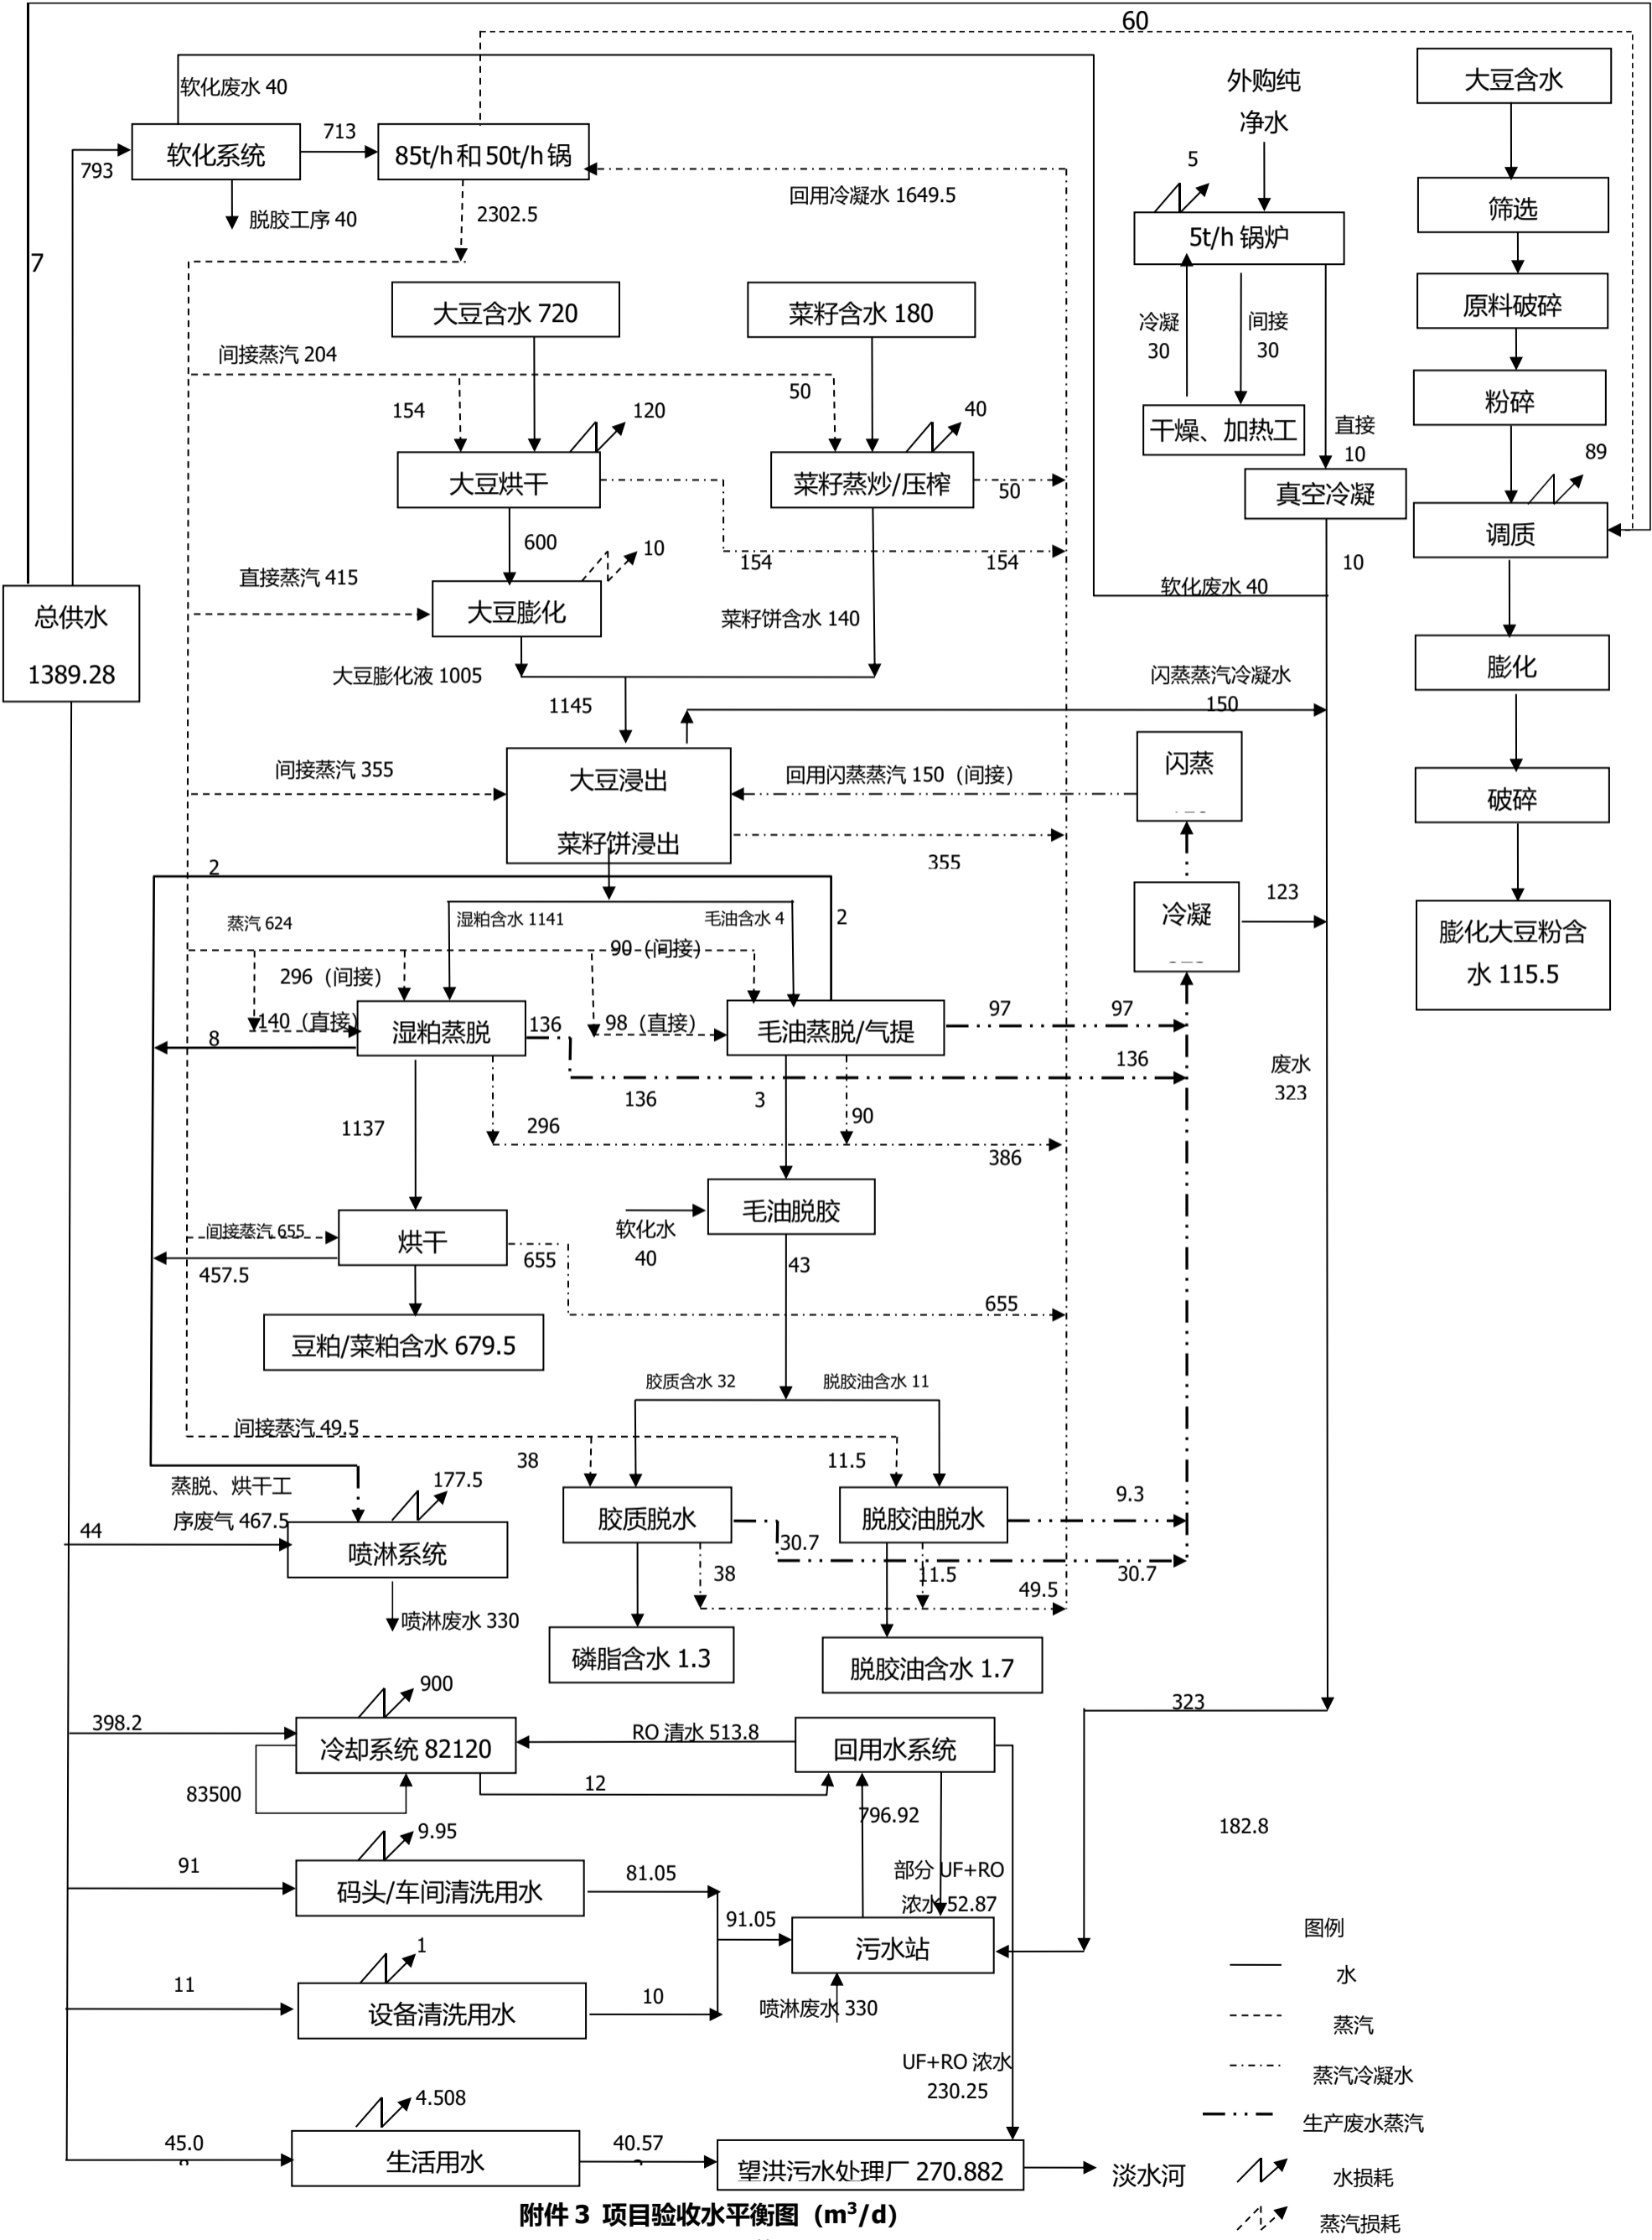 60
软化废水 40
外购纯
净水
大豆含水
793
软化系统
713
85t/h 和 50t/h 锅
5
脱胶工序 40
2302.5
回用冷凝水 1649.5
5t/h 锅炉
筛选
7
大豆含水 720
菜籽含水 180
原料破碎
冷凝
30
间接
30
间接蒸汽 204
154
120
50
40
干燥、加热工
直接
10
粉碎
89
大豆烘干
菜籽蒸炒/压榨
50
真空冷凝
调质
600
10
154
154
10
直接蒸汽 415
大豆膨化
菜籽饼含水 140
软化废水 40
总供水
1389.28
大豆膨化液 1005
1145
闪蒸蒸汽冷凝水
150
膨化
间接蒸汽 355
大豆浸出
菜籽饼浸出
回用闪蒸蒸汽 150（间接）
闪蒸
破碎
355
2
蒸汽 624
湿粕含水 1141
毛油含水 4
2
冷凝
123
膨化大豆粉含
水 115.5
296（间接）
90（间接）
140（直接）
湿粕蒸脱
136
98（直接）
毛油蒸脱/气提
97
97
8
136
136
3
90
废水
323
1137
296
386
毛油脱胶
软化水
40
间接蒸汽 655
烘干
655
43
457.5
655
豆粕/菜粕含水 679.5
胶质含水 32
脱胶油含水 11
间接蒸汽 49.5
38
11.5
蒸脱、烘干工
序废气 467.5
177.5
44
喷淋系统
胶质脱水
脱胶油脱水
9.3
30.7
30.7
38
11.5
49.5
喷淋废水 330
磷脂含水 1.3
脱胶油含水 1.7
900
398.2
冷却系统 82120
RO 清水 513.8
回用水系统
323
83500
12
796.92
182.8
9.95
91
码头/车间清洗用水
81.05
部分 UF+RO
浓水 52.87
91.05
污水站
1
11
设备清洗用水
10
喷淋废水 330
UF+RO 浓水
230.25
4.508
45.0
生活用水
40.57
望洪污水处理厂 270.882
淡水河
图例
水
蒸汽
蒸汽冷凝水
生产废水蒸汽
水损耗
蒸汽损耗
附件 3 项目验收水平衡图（m³/d）